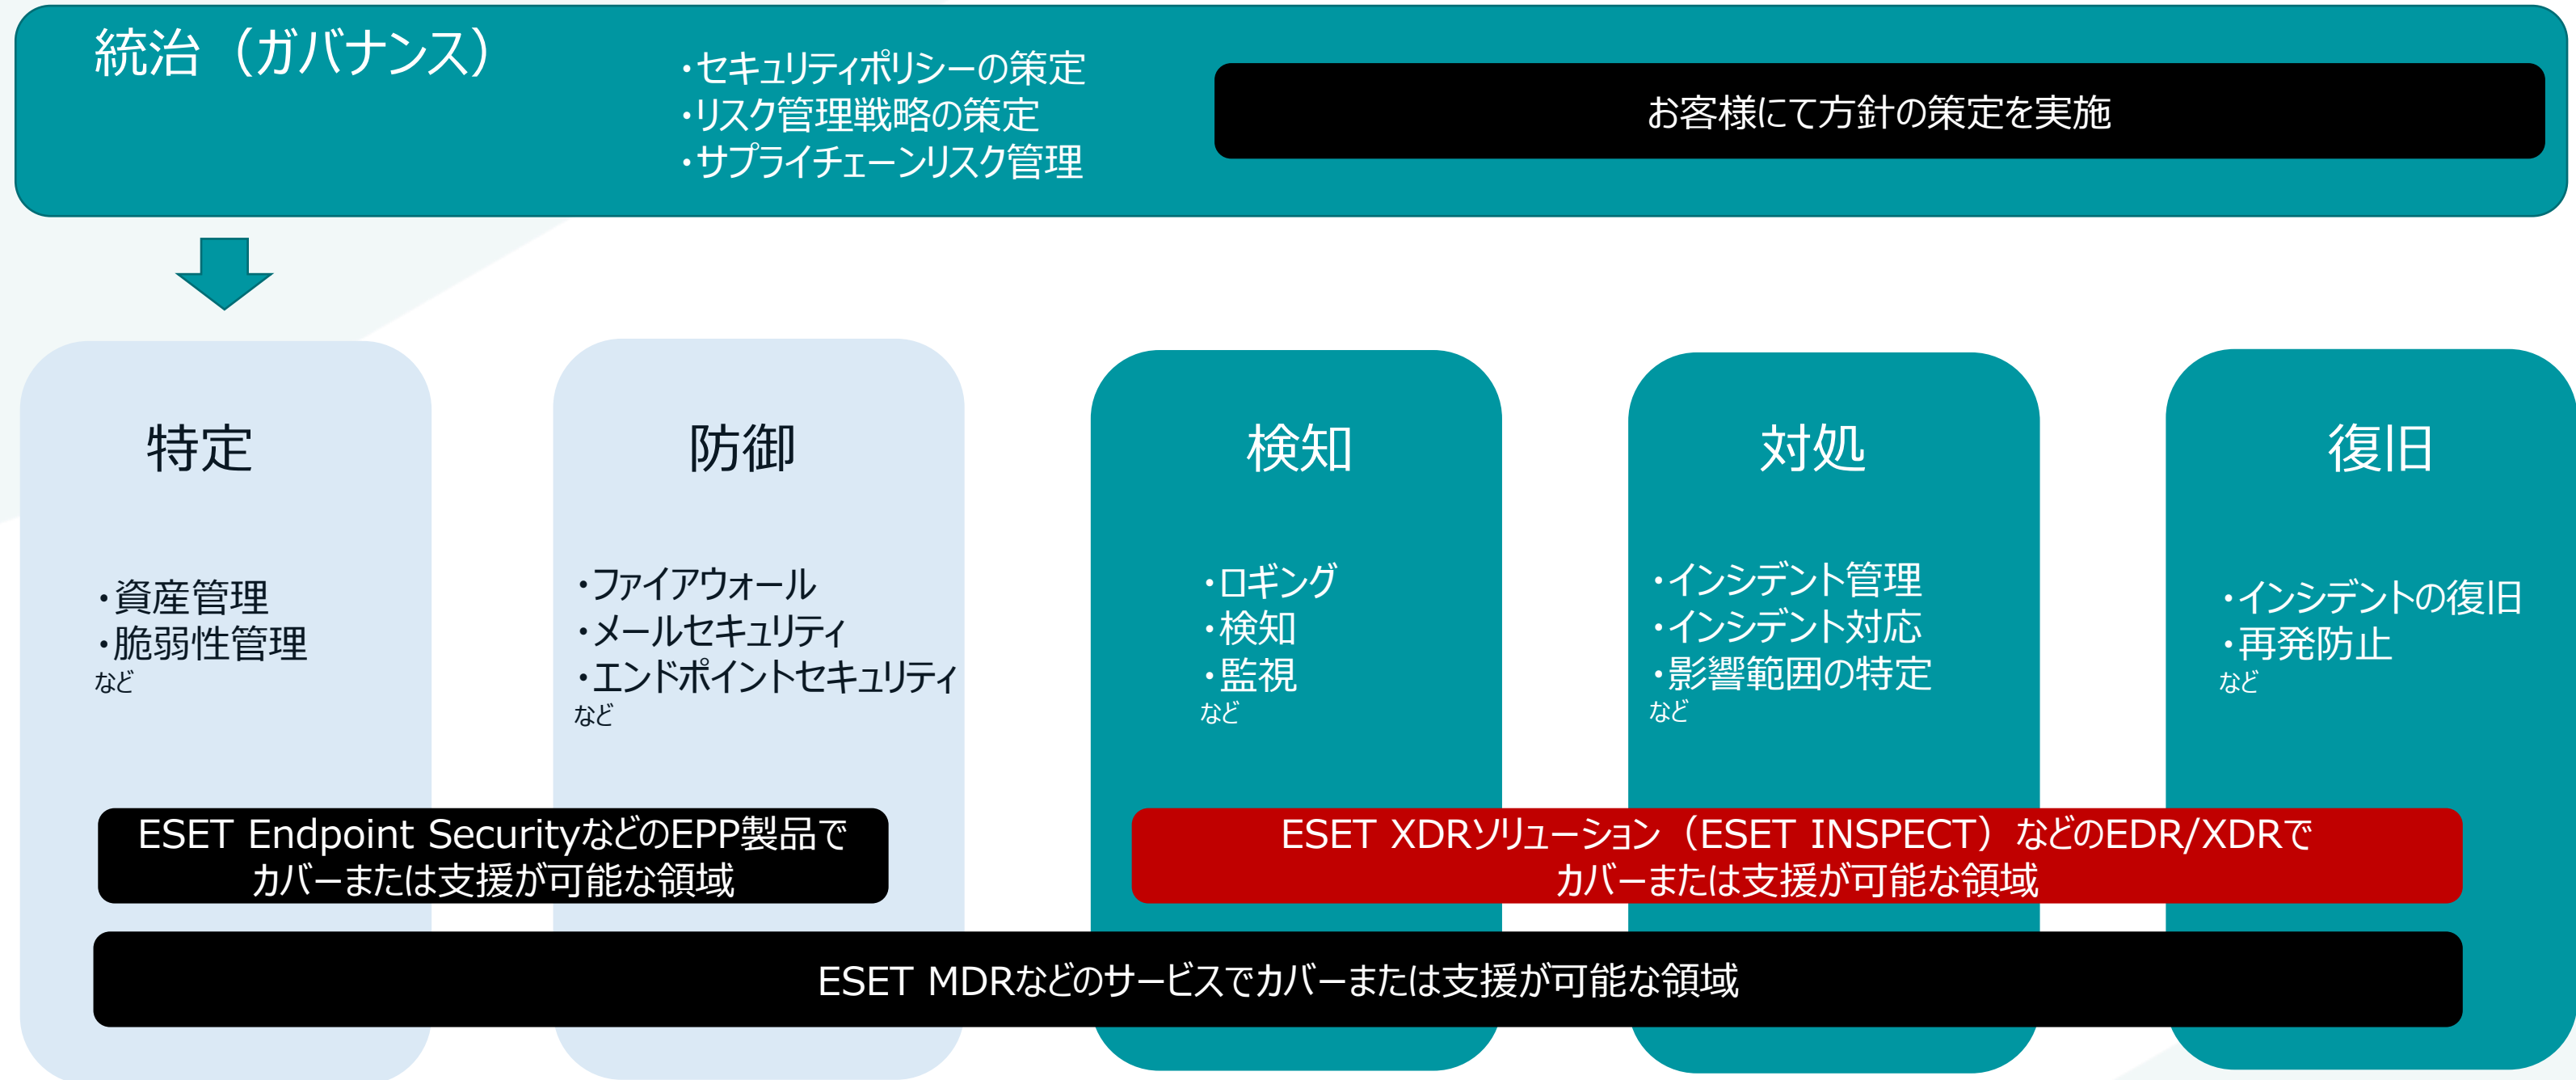 統治（ガバナンス）
・セキュリティポリシーの策定
・リスク管理戦略の策定
・サプライチェーンリスク管理
お客様にて方針の策定を実施
特定
・資産管理
・脆弱性管理
など
防御
・ファイアウォール
・メールセキュリティ
・エンドポイントセキュリティ
など
検知
・ロギング
・検知
・監視
など
対処
・インシデント管理
・インシデント対応
・影響範囲の特定
など
復旧
・インシデントの復旧
・再発防止
など
ESET Endpoint SecurityなどのEPP製品で
カバーまたは支援が可能な領域
ESET XDRソリューション（ESET INSPECT）などのEDR/XDRで
カバーまたは支援が可能な領域
ESET MDRなどのサービスでカバーまたは支援が可能な領域